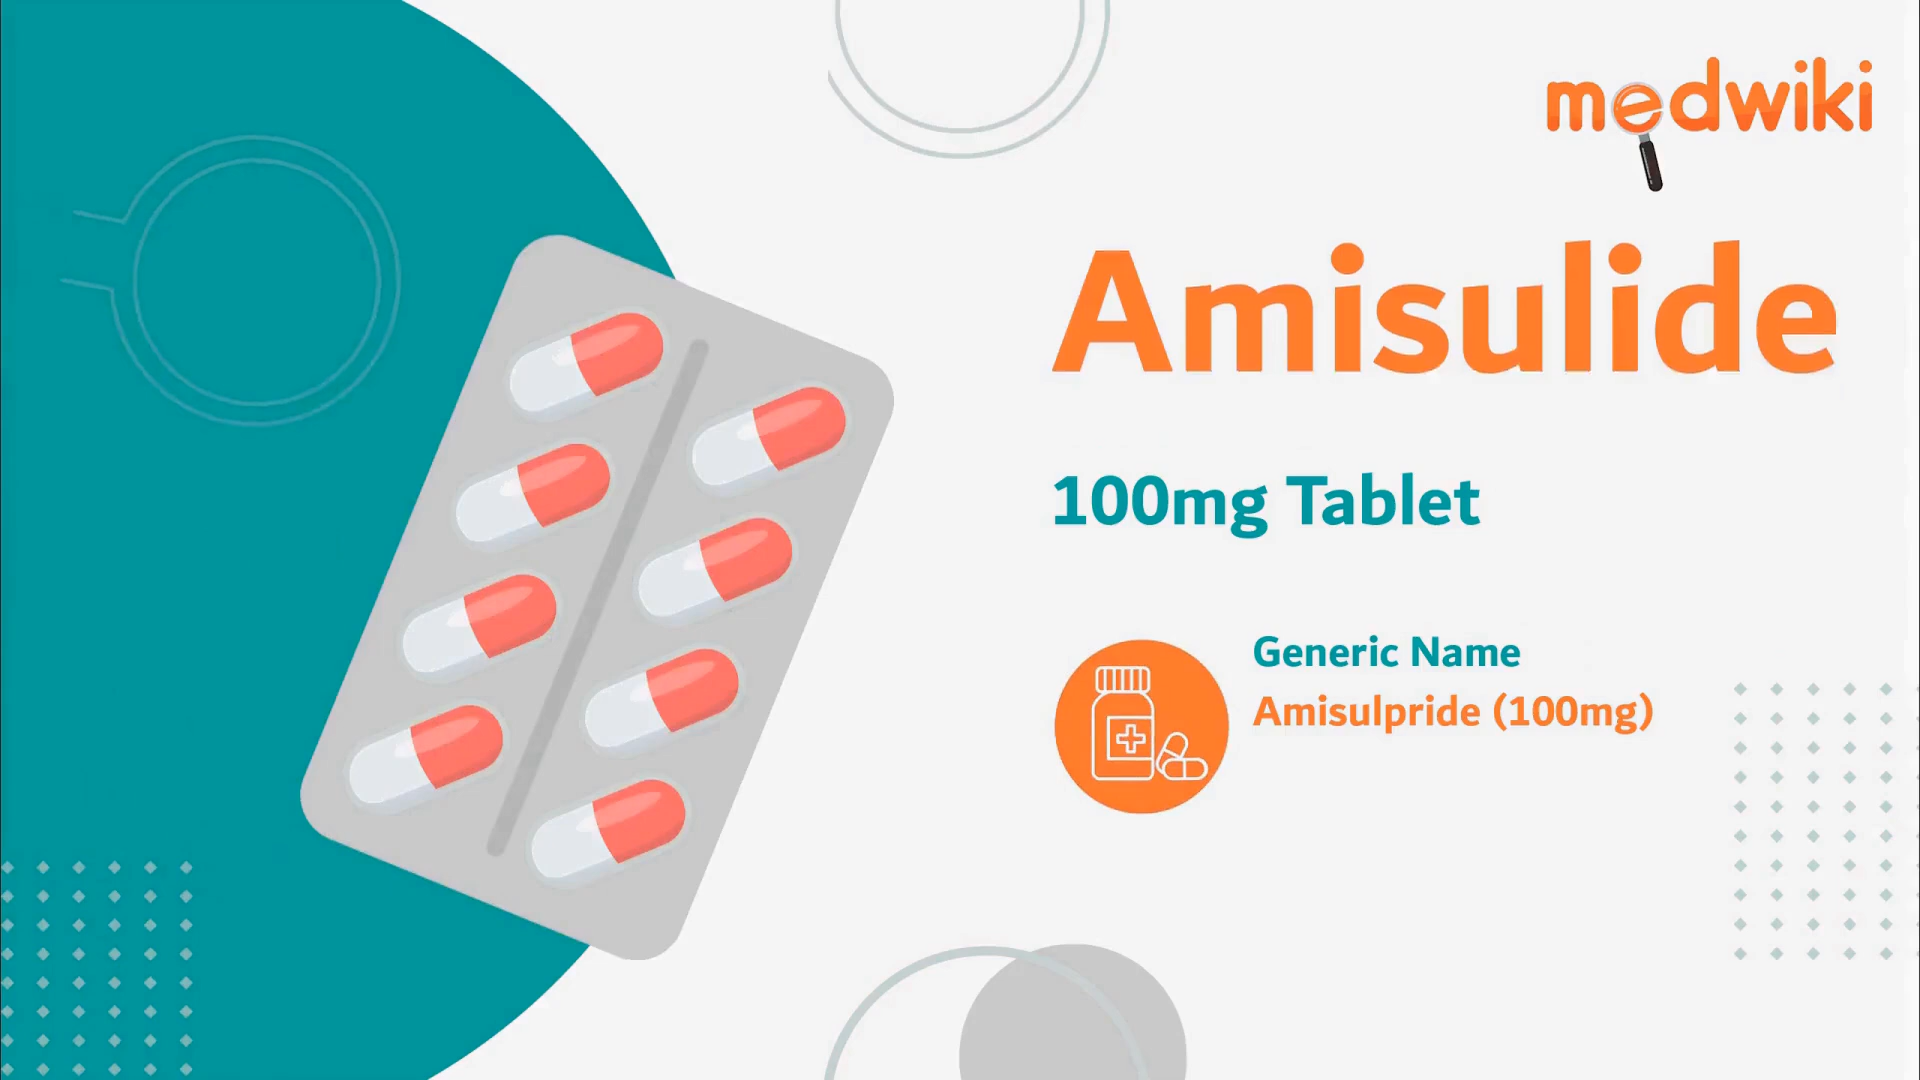 medwiki
Amisulide
100mg Tablet
Generic Name
Amisulpride (100mg)